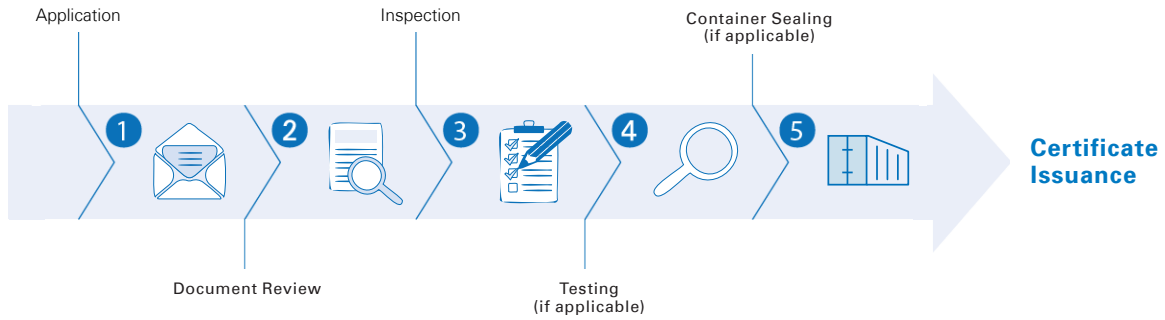 Application
Inspection
Container Sealing
(if applicable)
1
2
3
4
5
Certificate
Issuance
Document Review
Testing
(if applicable)